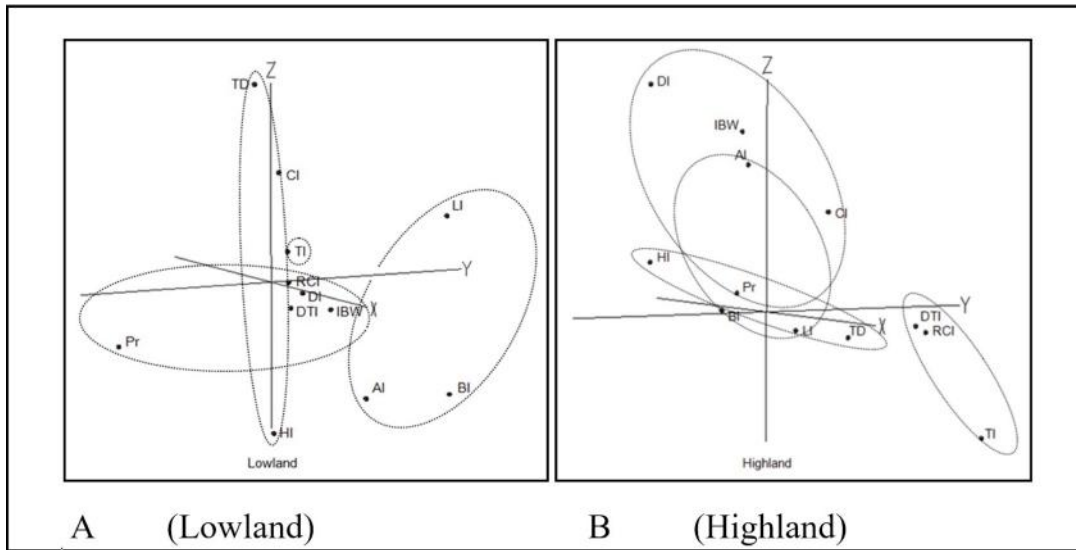 Z
TD
CI
LI
TI
Y
RCI
DI
X
DTI
IBW
Pr
AI
BI
HI
Lowland
Z
DI
IBW
AI
CI
HI
Pr
Y
BI
DTI
X
LI
TD
RCI
TI
Highland
A (Lowland)
B (Highland)